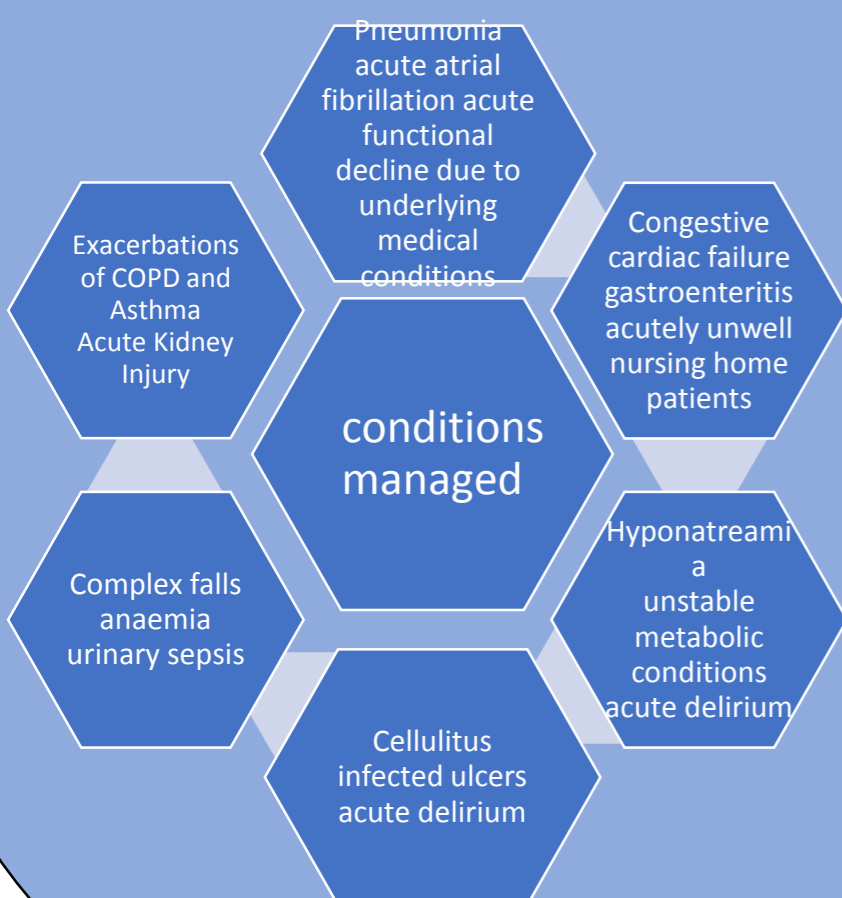 Pneumonia
acute atrial
fibrillation acute
functional
decline due to
underlying
medical
conditions
Congestive
cardiac failure
gastroenteritis
acutely unwell
nursing home
patients
Hyponatreami
a
unstable
metabolic
conditions
acute delirium
Cellulitus
infected ulcers
acute delirium
Complex falls
anaemia
urinary sepsis
Exacerbations
of COPD and
Asthma
Acute Kidney
Injury
conditions
managed